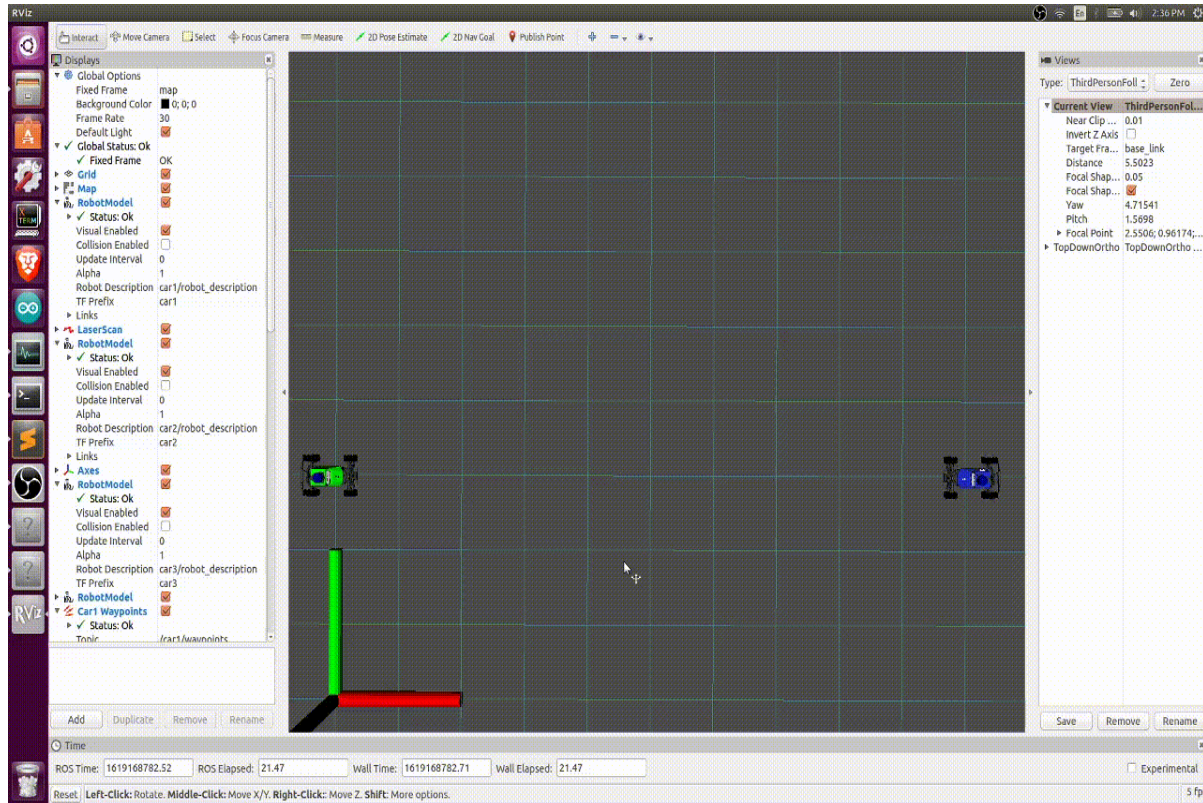 RViz
En
2:36 PM
Interact Move Camera Select Focus Camera Measure 2D Pose Estimate 2D Nav Goal Publish Point
Displays
Global Options
Fixed Frame map
Background Color 0; 0; 0
Frame Rate 30
Default Light
Global Status: Ok
Fixed Frame OK
Grid
Map
RobotModel
Status: Ok
Visual Enabled
Collision Enabled
Update Interval 0
Alpha 1
Robot Description car1/robot_description
TF Prefix car1
Links
LaserScan
RobotModel
Status: Ok
Visual Enabled
Collision Enabled
Update Interval 0
Alpha 1
Robot Description car2/robot_description
TF Prefix car2
Links
Axes
RobotModel
Status: Ok
Visual Enabled
Collision Enabled
Update Interval 0
Alpha 1
Robot Description car3/robot_description
TF Prefix car3
RobotModel
Car1 Waypoints
Status: Ok
Topic /car1/waypoints
Add Duplicate Remove Rename
Views
Type: ThirdPersonFoll Zero
Current View ThirdPersonFol...
Near Clip ... 0.01
Invert Z Axis
Target Fra... base_link
Distance 5.5023
Focal Shap... 0.05
Focal Shap...
Yaw 4.71541
Pitch 1.5698
Focal Point 2.5506; 0.96174;...
TopDownOrtho TopDownOrtho ...
Save Remove Rename
Time
ROS Time: 1619168782.52 ROS Elapsed: 21.47 Wall Time: 1619168782.71 Wall Elapsed: 21.47 Experimental
Reset Left-Click: Rotate. Middle-Click: Move X/Y. Right-Click:: Move Z. Shift: More options. 5 fp
X TERM
RViz